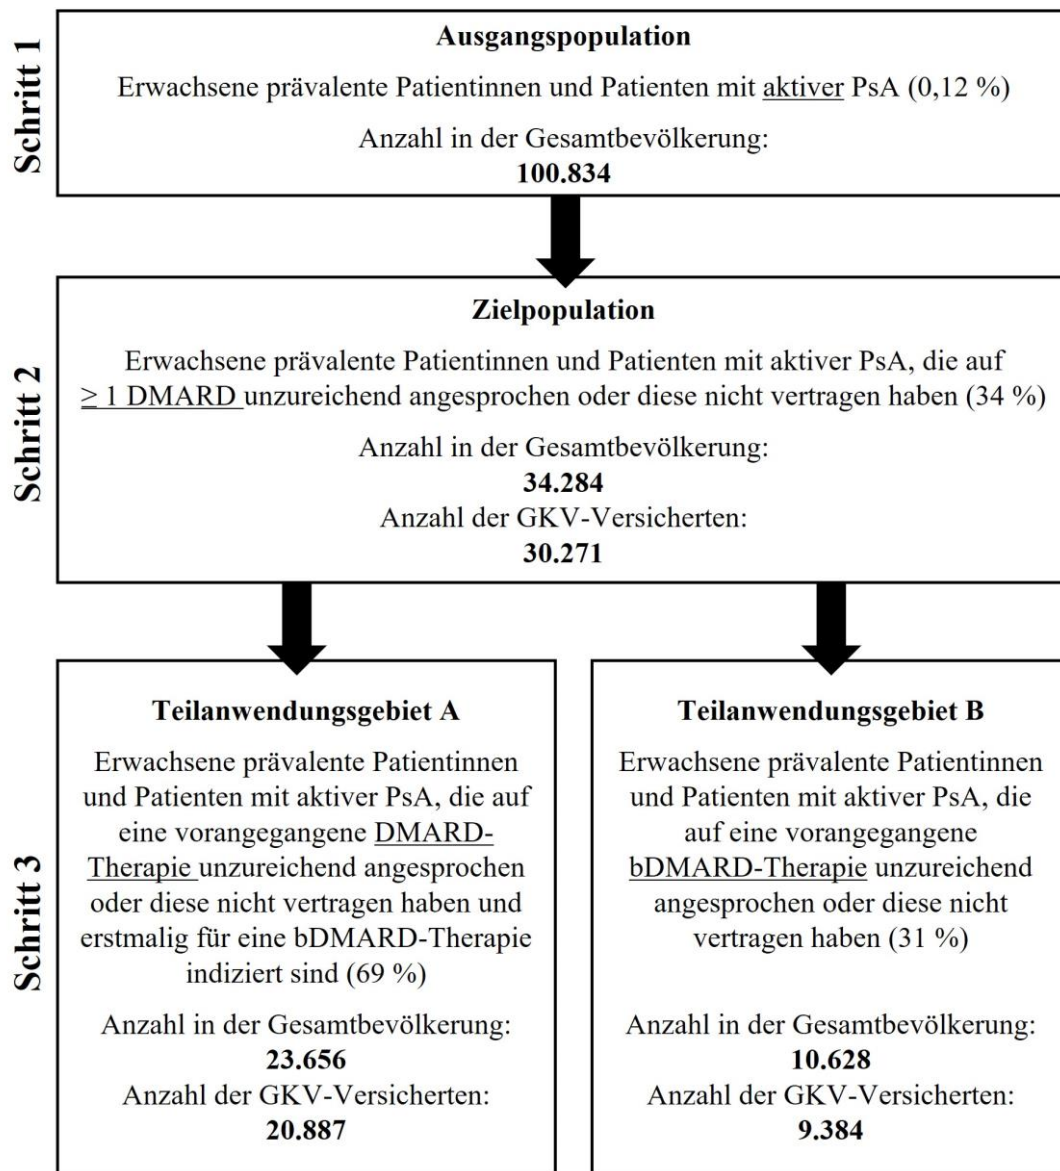 Schritt 1
Ausgangspopulation
Erwachsene prävalente Patientinnen und Patienten mit aktiver PsA (0,12 %)
Anzahl in der Gesamtbevölkerung:
100.834
Schritt 2
Zielpopulation
Erwachsene prävalente Patientinnen und Patienten mit aktiver PsA, die auf
≥ 1 DMARD unzureichend angesprochen oder diese nicht vertragen haben (34 %)
Anzahl in der Gesamtbevölkerung:
34.284
Anzahl der GKV-Versicherten:
30.271
Schritt 3
Teilanwendungsgebiet A
Erwachsene prävalente Patientinnen
und Patienten mit aktiver PsA, die auf
eine vorangegangene DMARD-
Therapie unzureichend angesprochen
oder diese nicht vertragen haben und
erstmalig für eine bDMARD-Therapie
indiziert sind (69 %)
Anzahl in der Gesamtbevölkerung:
23.656
Anzahl der GKV-Versicherten:
20.887
Teilanwendungsgebiet B
Erwachsene prävalente Patientinnen
und Patienten mit aktiver PsA, die
auf eine vorangegangene
bDMARD-Therapie unzureichend
angesprochen oder diese nicht
vertragen haben (31 %)
Anzahl in der Gesamtbevölkerung:
10.628
Anzahl der GKV-Versicherten:
9.384